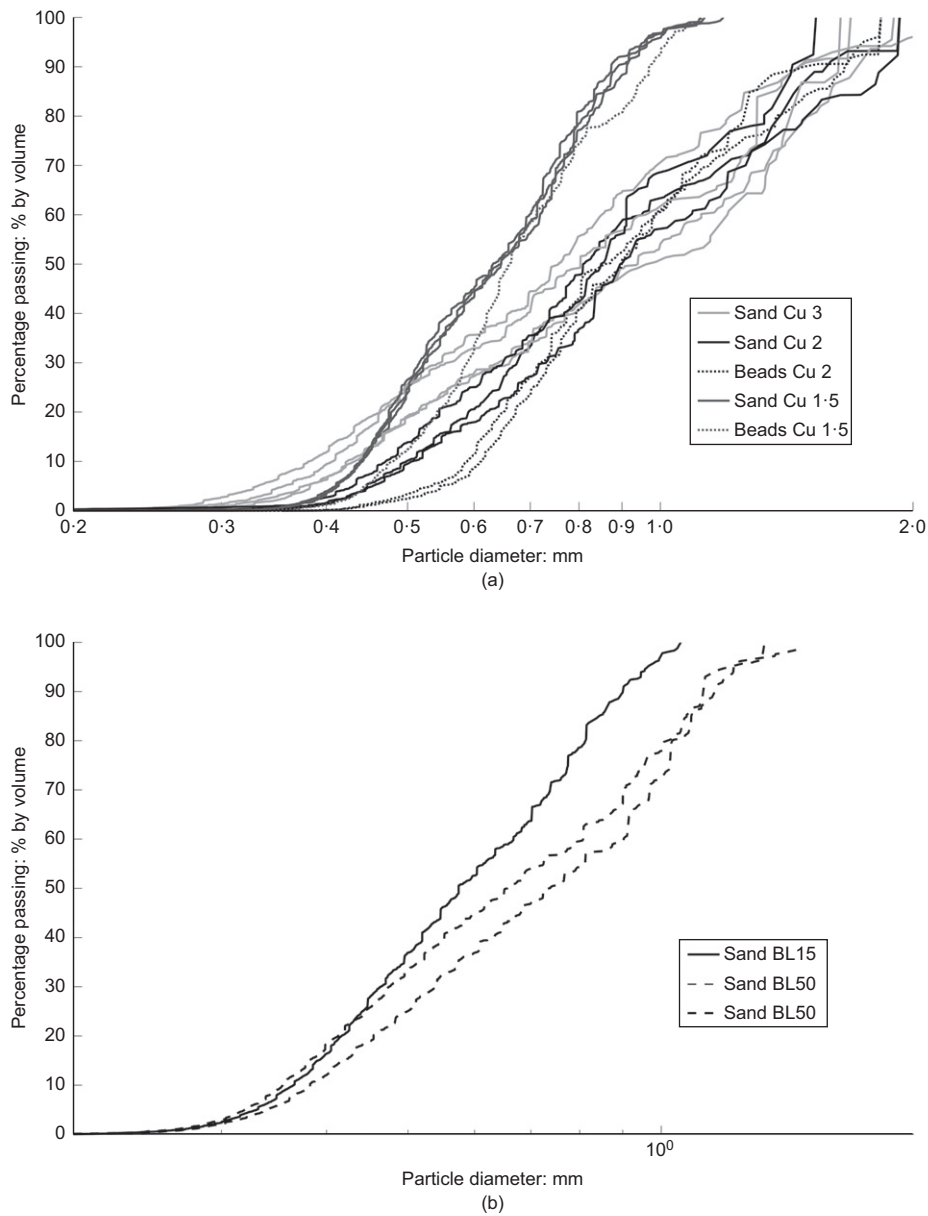 100
90
80
70
60
50
40
30
20
10
0
Percentage passing: % by volume
0·2
0·3
0·4
0·5
0·6
0·7
0·8
0·9
1·0
2·0
Particle diameter: mm
(a)
Sand Cu 3
Sand Cu 2
Beads Cu 2
Sand Cu 1·5
Beads Cu 1·5
100
90
80
70
60
50
40
30
20
10
0
Percentage passing: % by volume
10⁰
Particle diameter: mm
(b)
Sand BL15
Sand BL50
Sand BL50